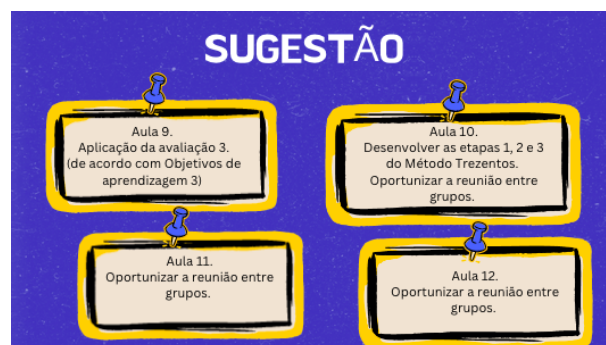 SUGESTÃO
Aula 9.
Aplicação da avaliação 3.
(de acordo com Objetivos de
aprendizagem 3)
Aula 10.
Desenvolver as etapas 1, 2 e 3
do Método Trezentos.
Oportunizar a reunião entre
grupos.
Aula 11.
Oportunizar a reunião entre
grupos.
Aula 12.
Oportunizar a reunião entre
grupos.